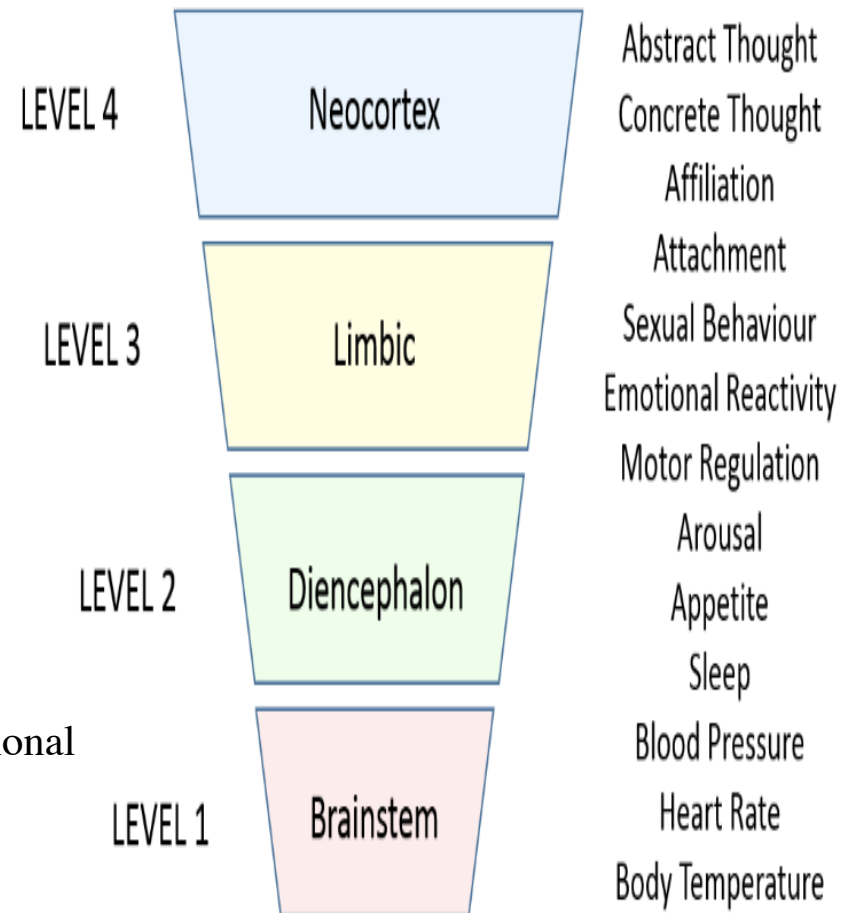 Abstract Thought
LEVEL 4
Neocortex
Concrete Thought
Affiliation
Attachment
Sexual Behaviour
LEVEL 3
Limbic
Emotional Reactivity
Motor Regulation
Arousal
LEVEL 2
Diencephalon
Appetite
Sleep
ional
Blood Pressure
LEVEL 1
Brainstem
Heart Rate
Body Temperature